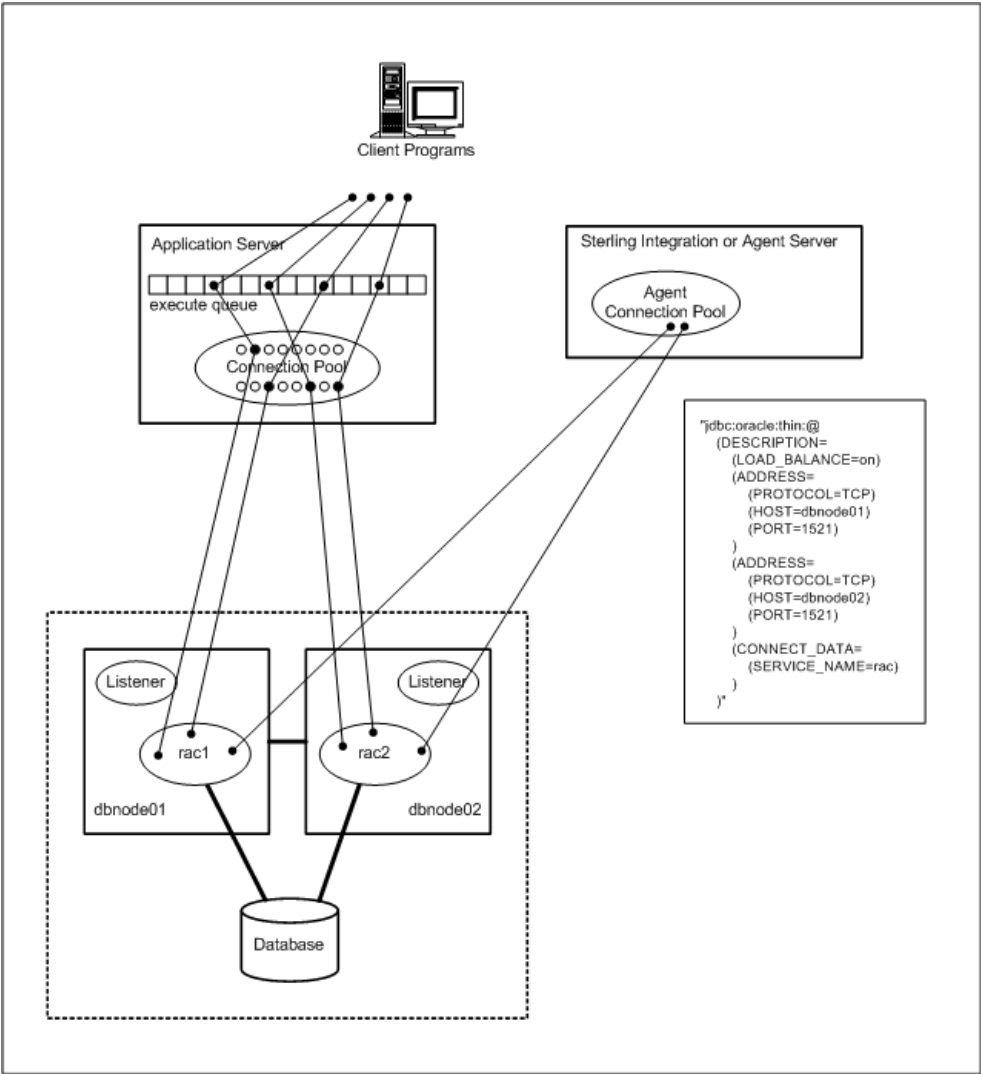 Client Programs
Application Server
execute queue
Connection Pool
Sterling Integration or Agent Server
Agent
Connection Pool
"jdbc:oracle:thin:@
(DESCRIPTION=
(LOAD_BALANCE=on)
(ADDRESS=
(PROTOCOL=TCP)
(HOST=dbnode01)
(PORT=1521)
)
(ADDRESS=
(PROTOCOL=TCP)
(HOST=dbnode02)
(PORT=1521)
)
(CONNECT_DATA=
(SERVICE_NAME=rac)
)
)"
Listener
rac1
dbnode01
Listener
rac2
dbnode02
Database